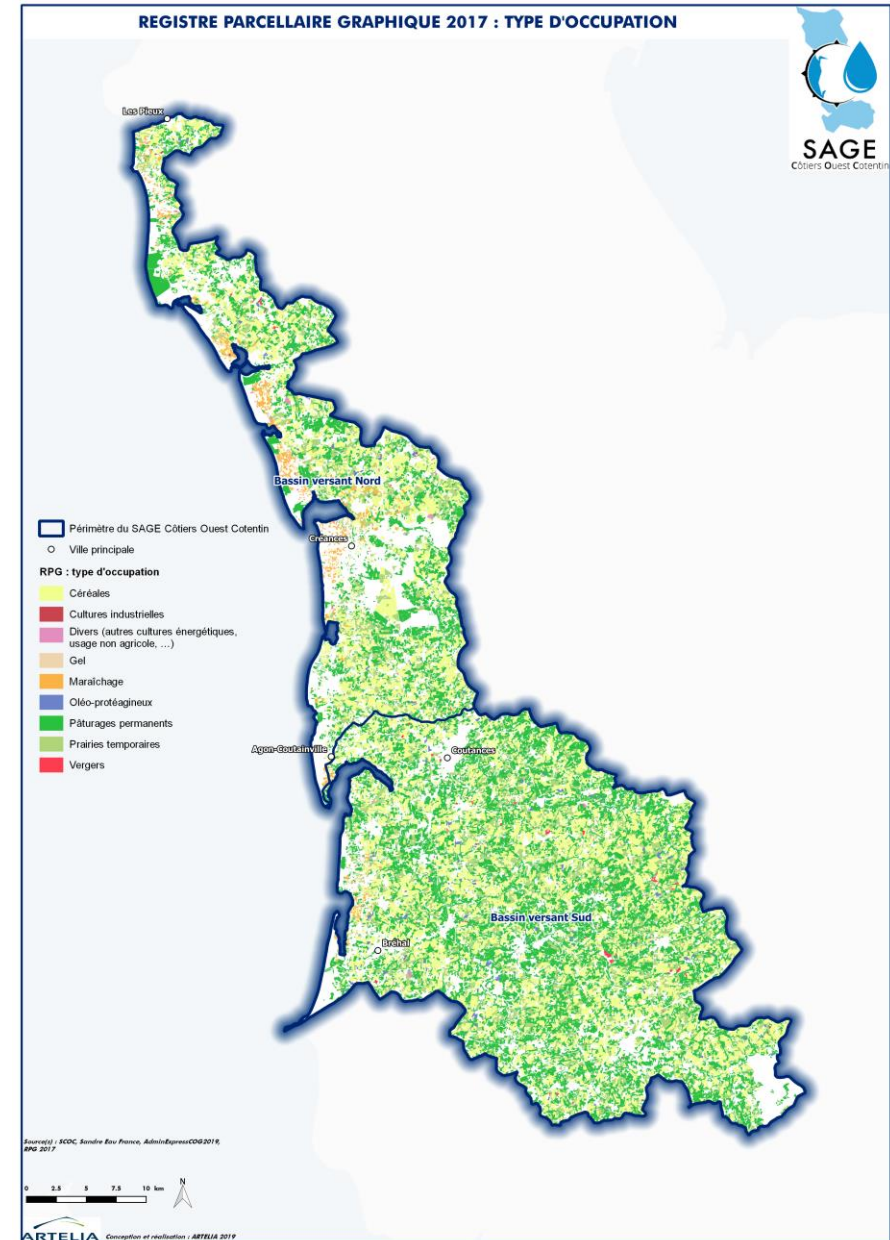 REGISTRE PARCELLAIRE GRAPHIQUE 2017 : TYPE D'OCCUPATION
SAGE
Côtiers Ouest Cotentin
Les Pieux
Bassin versant Nord
Créances
Périmètre du SAGE Côtiers Ouest Cotentin
Ville principale
RPG : type d'occupation
Céréales
Cultures industrielles
Divers (autres cultures énergétiques,
usage non agricole, ...)
Gel
Maraîchage
Oléo-protéagineux
Pâturages permanents
Prairies temporaires
Vergers
Agon-Coutainville
Coutances
Bassin versant Sud
Bréhal
Source(s) : SCOC, Sandre Eau France, AdminExpressCOG2019,
RPG 2017
0 2.5 5 7.5 10 km
N
ARTELIA
Conception et réalisation : ARTELIA 2019